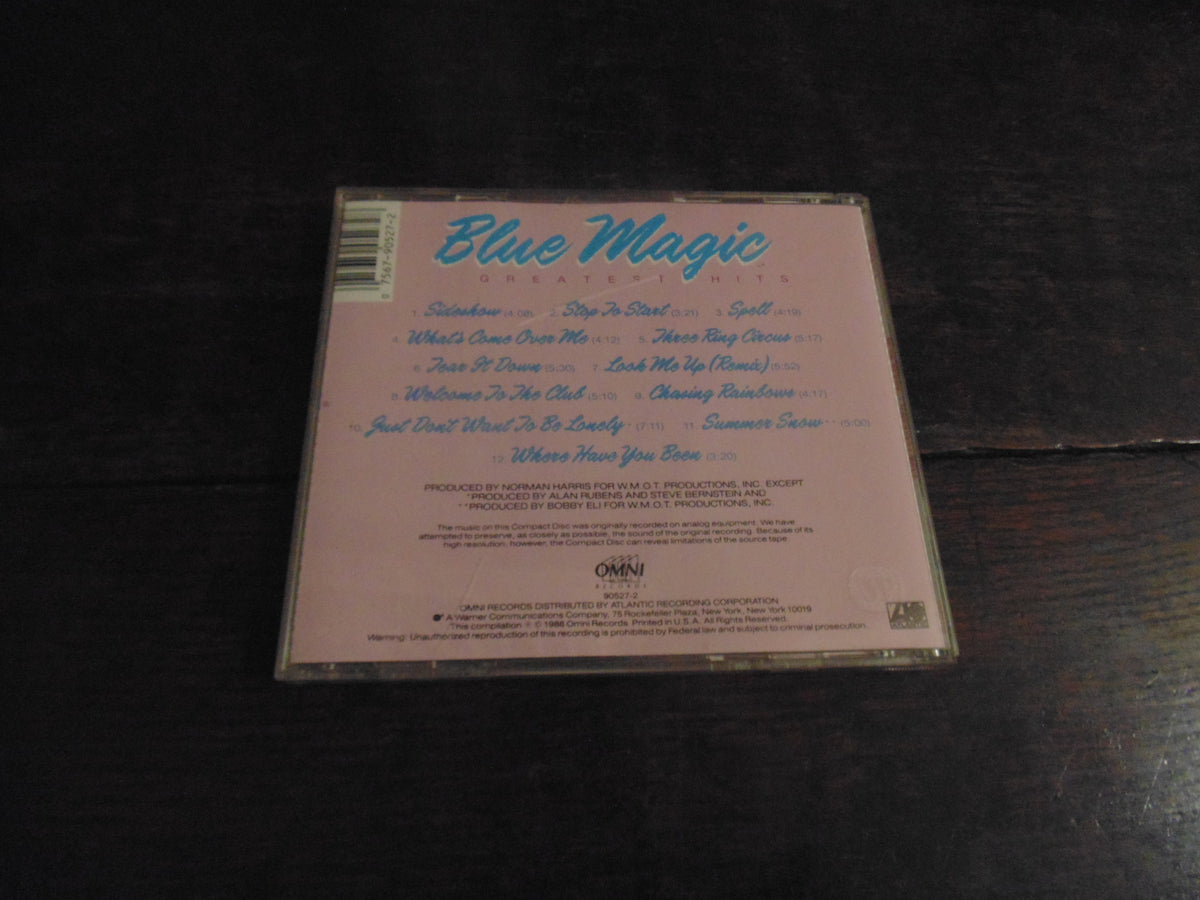 Blue Magic
GREATEST HITS
1. Sideshow (4:08) 2. Stop To Start (3:21) 3. Spell (4:19)
4. What's Come Over Me (4:12) 5. Three Ring Circus (5:17)
6. Tear It Down (5:30) 7. Look Me Up (Remix) (5:52)
8. Welcome To The Club (5:10) 9. Chasing Rainbows (4:17)
10. Just Don't Want To Be Lonely * (7:11) 11. Summer Snow ** (5:00)
12. Where Have You Been (3:20)
PRODUCED BY NORMAN HARRIS FOR W.M.O.T. PRODUCTIONS, INC. EXCEPT
*PRODUCED BY ALAN RUBENS AND STEVE BERNSTEIN AND
**PRODUCED BY BOBBY ELI FOR W.M.O.T. PRODUCTIONS, INC.
The music on this Compact Disc was originally recorded on analog equipment. We have
attempted to preserve, as closely as possible, the sound of the original recording. Because of its
high resolution, however, the Compact Disc can reveal limitations of the source tape.
OMNI
RECORDS
90527-2
OMNI RECORDS DISTRIBUTED BY ATLANTIC RECORDING CORPORATION
A Warner Communications Company, 75 Rockefeller Plaza, New York, New York 10019
This compilation ℗ © 1986 Omni Records. Printed in U.S.A. All Rights Reserved.
Warning: Unauthorized reproduction of this recording is prohibited by Federal law and subject to criminal prosecution.
0 7567-90527-2